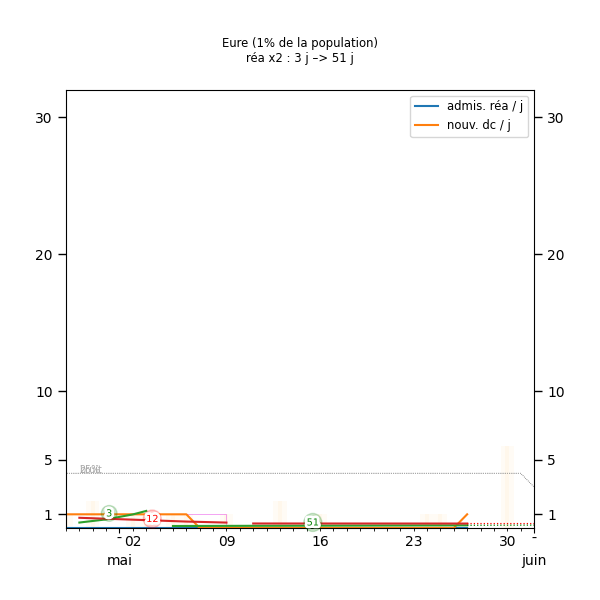 Eure (1% de la population)
réa x2 : 3 j –> 51 j
admis. réa / j
nouv. dc / j
30 30
20 20
10 10
5 5
25%
3 12 51
1 1
02 09 16 23 30
mai juin